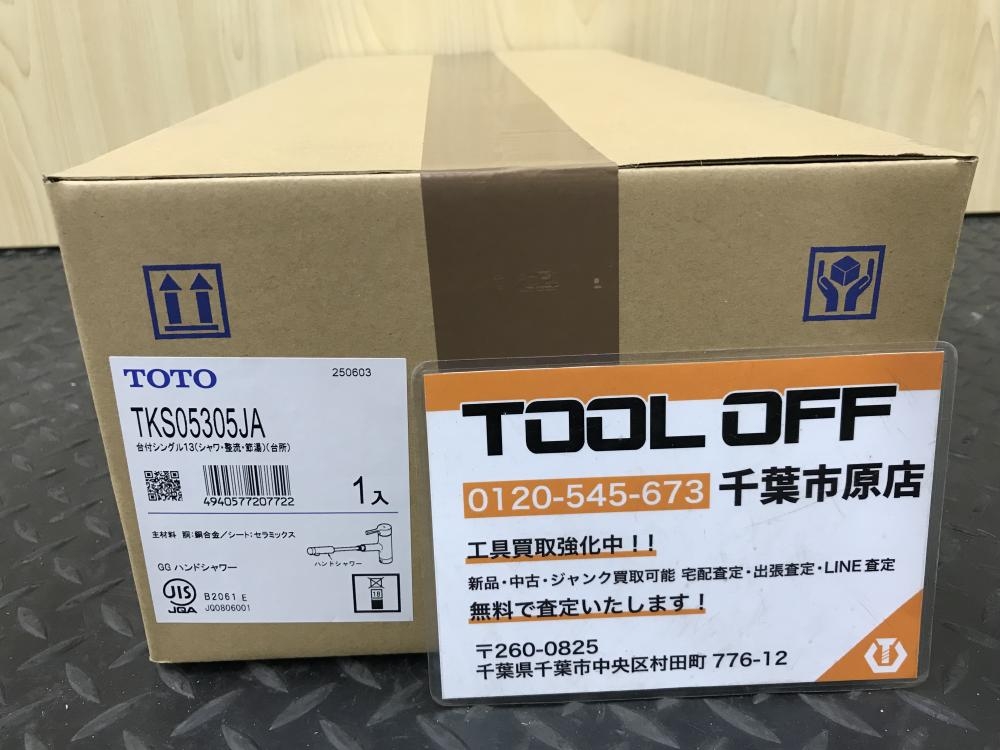 TOTO 250603
TKS05305JA
台付シングル13(シャワ・整流・節湯)(台所)
4940577207722
1入
主材料 胴:銅合金/シート:セラミックス
ハンドシャワー
GG ハンドシャワー
JIS
JQA
B2061 E
JQ0806001
18
TOOL OFF
0120-545-673 千葉市原店
工具買取強化中!!
新品・中古・ジャンク買取可能 宅配査定・出張査定・LINE査定
無料で査定いたします!
〒260-0825
千葉県千葉市中央区村田町 776-12